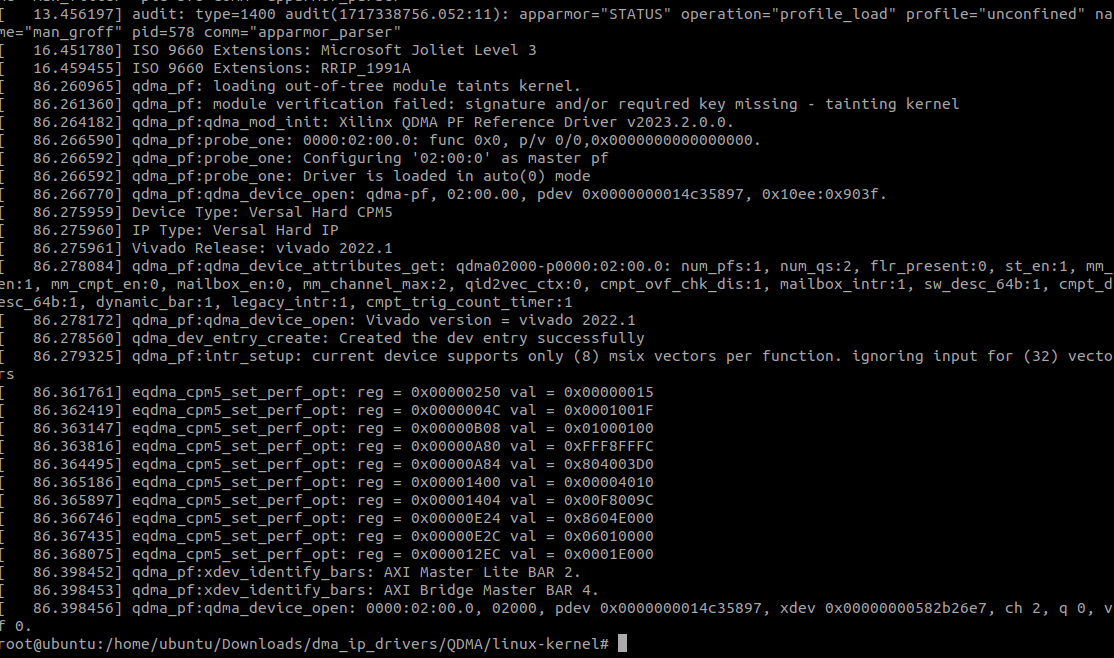 [   13.456197] audit: type=1400 audit(1717338756.052:11): apparmor="STATUS" operation="profile_load" profile="unconfined" na
me="man_groff" pid=578 comm="apparmor_parser"
[   16.451780] ISO 9660 Extensions: Microsoft Joliet Level 3
[   16.459455] ISO 9660 Extensions: RRIP_1991A
[   86.260965] qdma_pf: loading out-of-tree module taints kernel.
[   86.261360] qdma_pf: module verification failed: signature and/or required key missing - tainting kernel
[   86.264182] qdma_pf:qdma_mod_init: Xilinx QDMA PF Reference Driver v2023.2.0.0.
[   86.266590] qdma_pf:probe_one: 0000:02:00.0: func 0x0, p/v 0/0,0x0000000000000000.
[   86.266592] qdma_pf:probe_one: Configuring '02:00:0' as master pf
[   86.266592] qdma_pf:probe_one: Driver is loaded in auto(0) mode
[   86.266770] qdma_pf:qdma_device_open: qdma-pf, 02:00.00, pdev 0x0000000014c35897, 0x10ee:0x903f.
[   86.275959] Device Type: Versal Hard CPM5
[   86.275960] IP Type: Versal Hard IP
[   86.275961] Vivado Release: vivado 2022.1
[   86.278084] qdma_pf:qdma_device_attributes_get: qdma02000-p0000:02:00.0: num_pfs:1, num_qs:2, flr_present:0, st_en:1, mm_
en:1, mm_cmpt_en:0, mailbox_en:0, mm_channel_max:2, qid2vec_ctx:0, cmpt_ovf_chk_dis:1, mailbox_intr:1, sw_desc_64b:1, cmpt_d
esc_64b:1, dynamic_bar:1, legacy_intr:1, cmpt_trig_count_timer:1
[   86.278172] qdma_pf:qdma_device_open: Vivado version = vivado 2022.1
[   86.278560] qdma_dev_entry_create: Created the dev entry successfully
[   86.279325] qdma_pf:intr_setup: current device supports only (8) msix vectors per function. ignoring input for (32) vecto
rs
[   86.361761] eqdma_cpm5_set_perf_opt: reg = 0x00000250 val = 0x00000015
[   86.362419] eqdma_cpm5_set_perf_opt: reg = 0x0000004C val = 0x0001001F
[   86.363147] eqdma_cpm5_set_perf_opt: reg = 0x00000B08 val = 0x01000100
[   86.363816] eqdma_cpm5_set_perf_opt: reg = 0x00000A80 val = 0xFFF8FFFC
[   86.364495] eqdma_cpm5_set_perf_opt: reg = 0x00000A84 val = 0x804003D0
[   86.365186] eqdma_cpm5_set_perf_opt: reg = 0x00001400 val = 0x00004010
[   86.365897] eqdma_cpm5_set_perf_opt: reg = 0x00001404 val = 0x00F8009C
[   86.366746] eqdma_cpm5_set_perf_opt: reg = 0x00000E24 val = 0x8604E000
[   86.367435] eqdma_cpm5_set_perf_opt: reg = 0x00000E2C val = 0x06010000
[   86.368075] eqdma_cpm5_set_perf_opt: reg = 0x000012EC val = 0x0001E000
[   86.398452] qdma_pf:xdev_identify_bars: AXI Master Lite BAR 2.
[   86.398453] qdma_pf:xdev_identify_bars: AXI Bridge Master BAR 4.
[   86.398456] qdma_pf:qdma_device_open: 0000:02:00.0, 02000, pdev 0x0000000014c35897, xdev 0x00000000582b26e7, ch 2, q 0, v
f 0.
root@ubuntu:/home/ubuntu/Downloads/dma_ip_drivers/QDMA/linux-kernel#